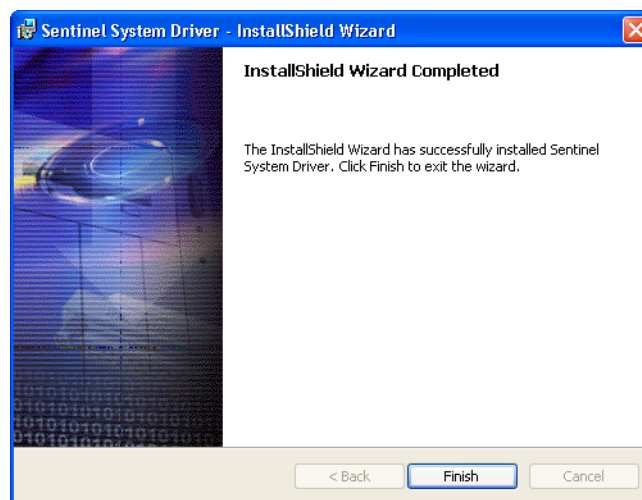 Sentinel System Driver - InstallShield Wizard
InstallShield Wizard Completed
The InstallShield Wizard has successfully installed Sentinel
System Driver. Click Finish to exit the wizard.
< Back
Finish
Cancel